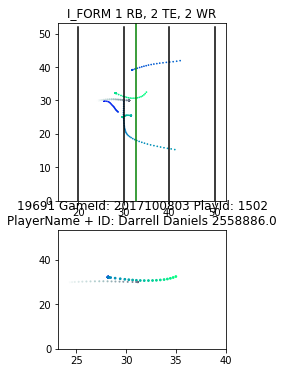 I_FORM 1 RB, 2 TE, 2 WR
50
40
30
20
10
0
20 30 40 50
19691 GameId: 2017100803 PlayId: 1502
PlayerName + ID: Darrell Daniels 2558886.0
40
20
0
25 30 35 40